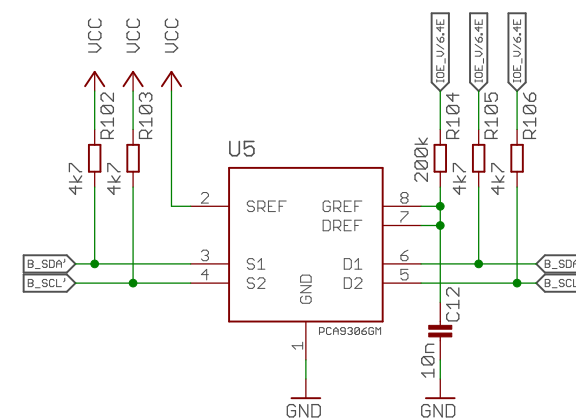 VCC
VCC
VCC
IOE_V/6.4E
IOE_V/6.4E
IOE_V/6.4E
R102
R103
R104
R105
R106
4k7
4k7
200k
4k7
4k7
U5
2
SREF
GREF
8
DREF
7
B_SDA'
3
S1
D1
6
B_SDA
B_SCL'
4
S2
D2
5
B_SCL
GND
1
PCA9306GM
C12
10n
GND
GND